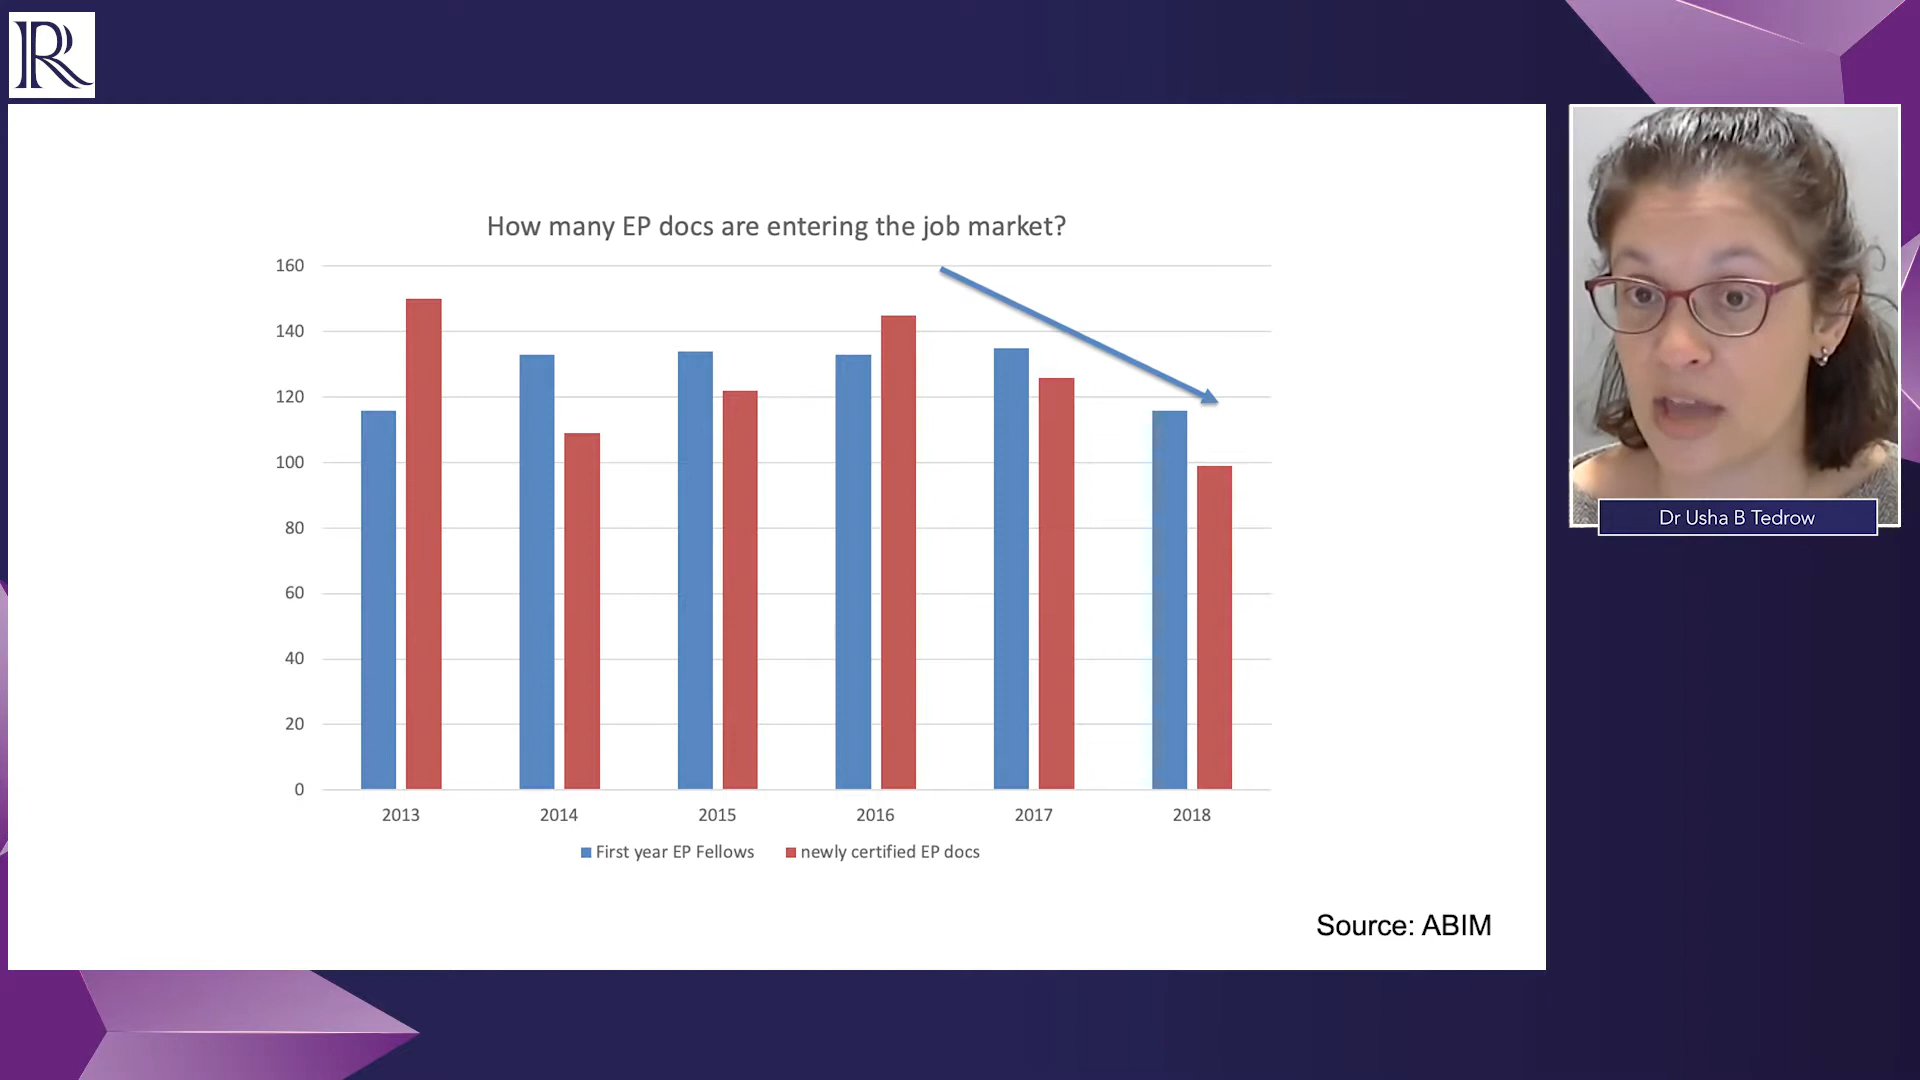 R
How many EP docs are entering the job market?
160
140
120
100
80
60
40
20
0
2013 2014 2015 2016 2017 2018
First year EP Fellows newly certified EP docs
Source: ABIM
Dr Usha B Tedrow